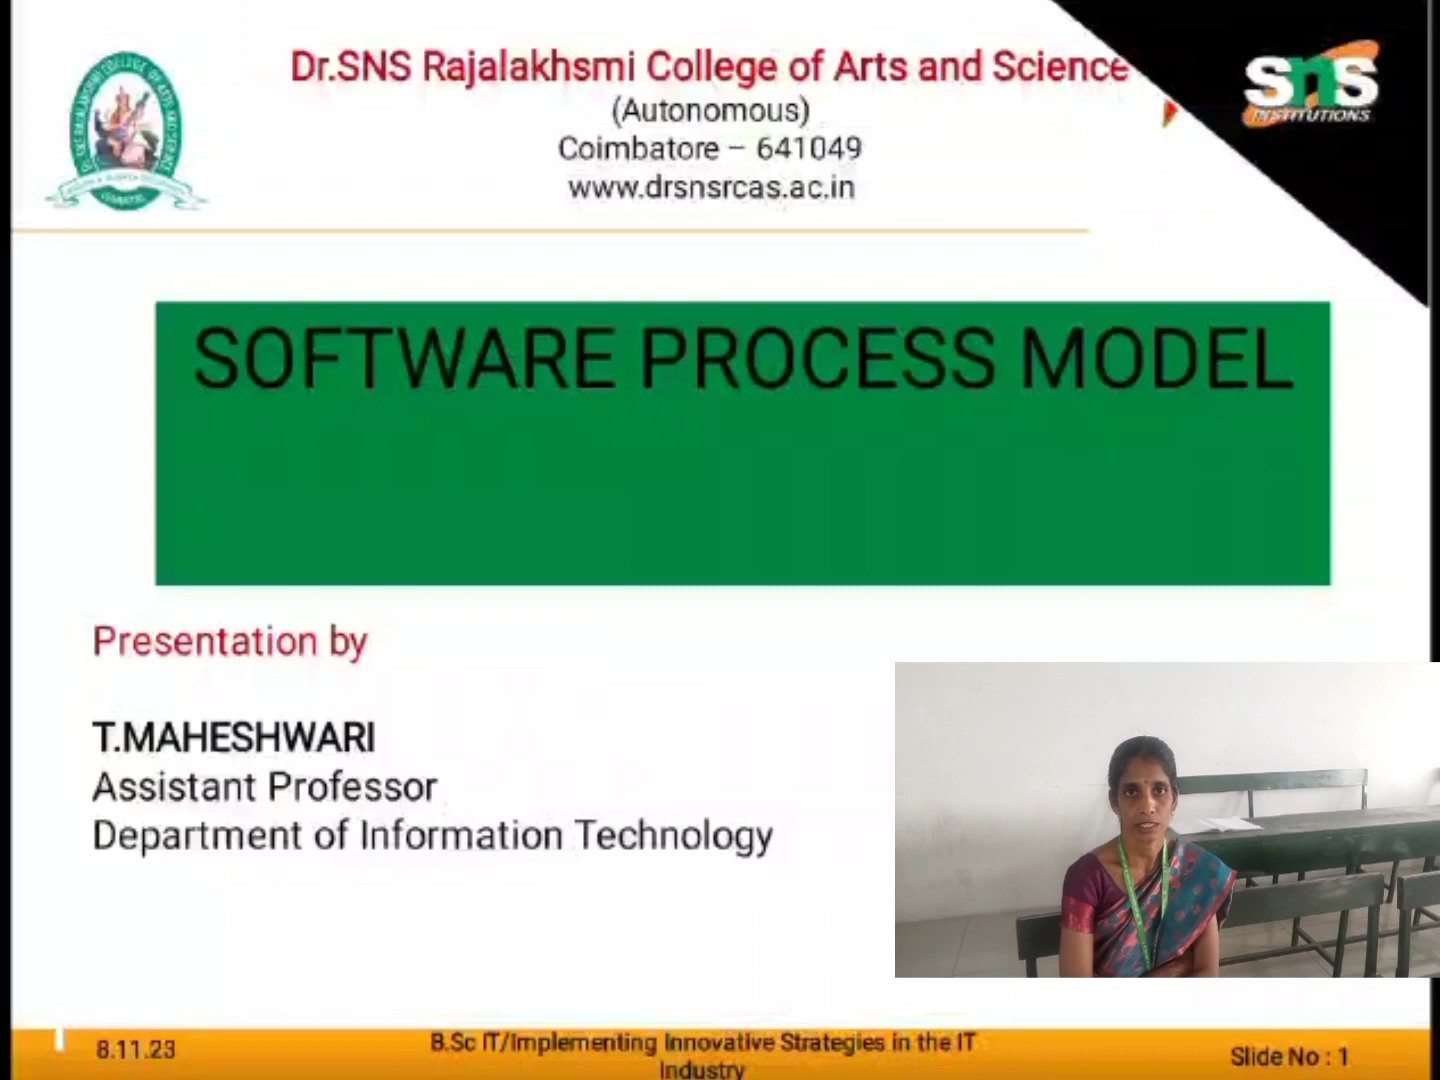 Dr.SNS Rajalakhsmi College of Arts and Science
(Autonomous)
Coimbatore – 641049
www.drsnsrcas.ac.in
SNS
INSTITUTIONS
SOFTWARE PROCESS MODEL
Presentation by
T.MAHESHWARI
Assistant Professor
Department of Information Technology
8.11.23
B.Sc IT/Implementing Innovative Strategies in the IT
Industry
Slide No : 1